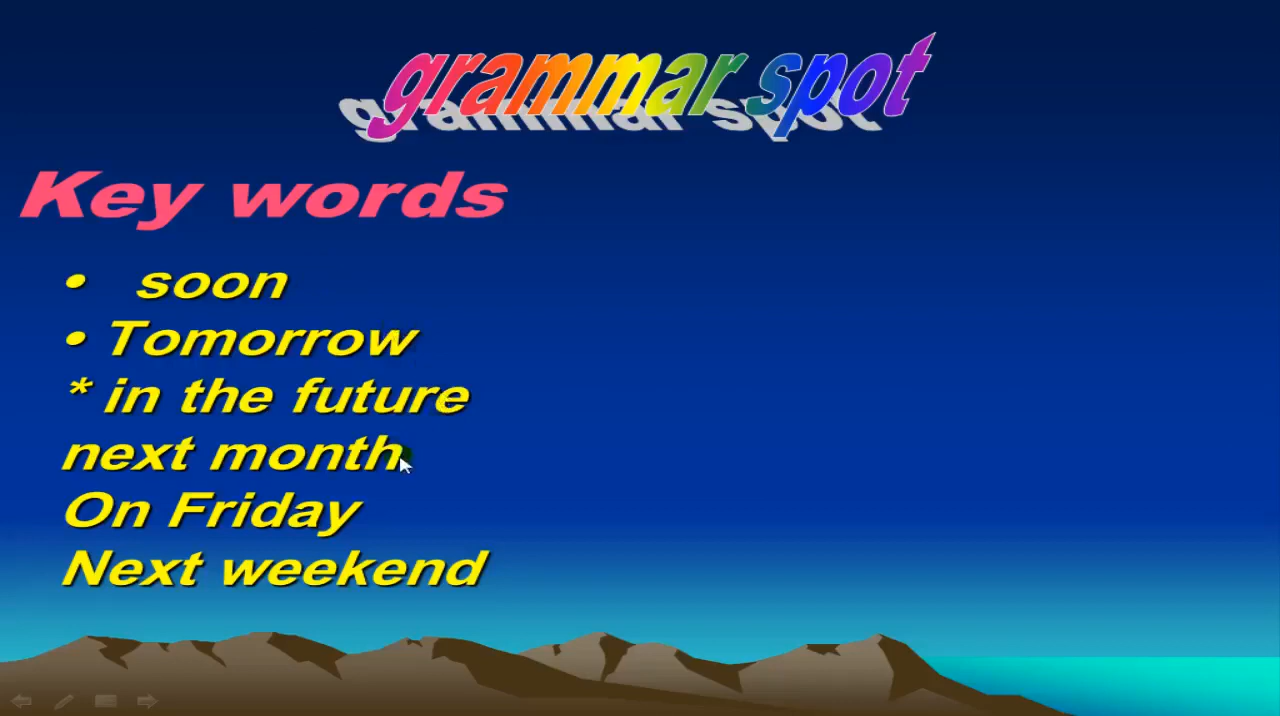 grammar spot
Key words
• soon
• Tomorrow
* in the future
next month
On Friday
Next weekend